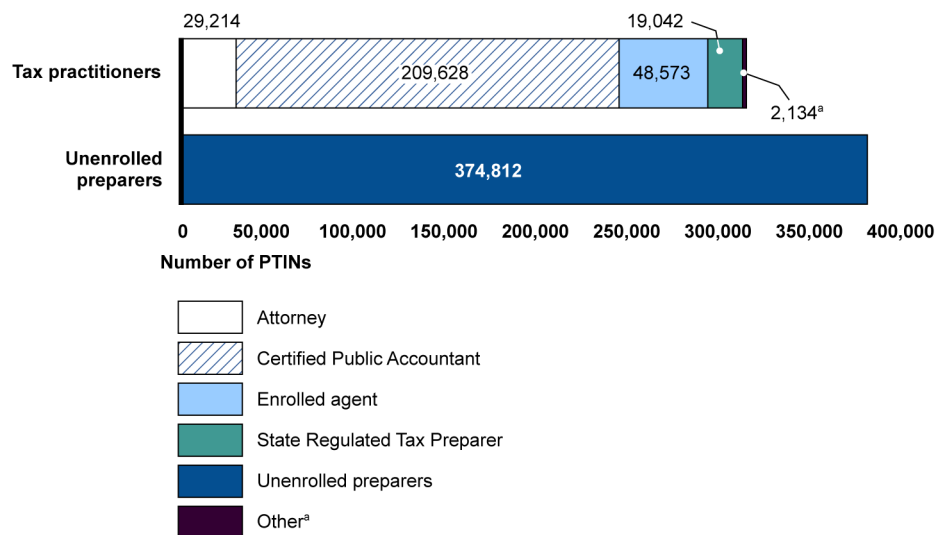 29,214
19,042
Tax practitioners
209,628
48,573
2,134ª
Unenrolled
preparers
374,812
0 50,000 100,000 150,000 200,000 250,000 300,000 350,000 400,000
Number of PTINs
Attorney
Certified Public Accountant
Enrolled agent
State Regulated Tax Preparer
Unenrolled preparers
Otherª